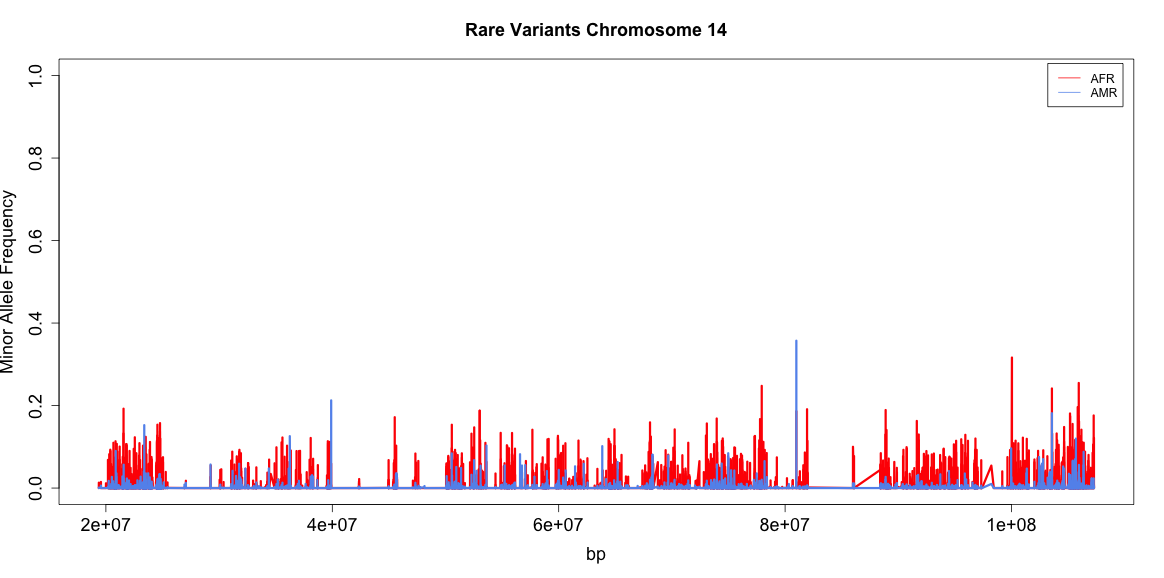 Rare Variants Chromosome 14
AFR
AMR
Minor Allele Frequency
1.0
0.8
0.6
0.4
0.2
0.0
2e+07
4e+07
6e+07
8e+07
1e+08
bp